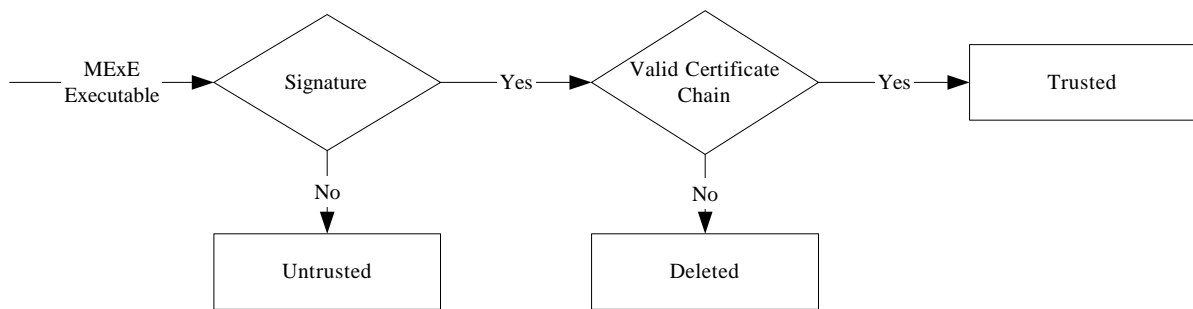 MExE
Executable
Signature
Yes
Valid Certificate
Chain
Yes
Trusted
No
No
Untrusted
Deleted